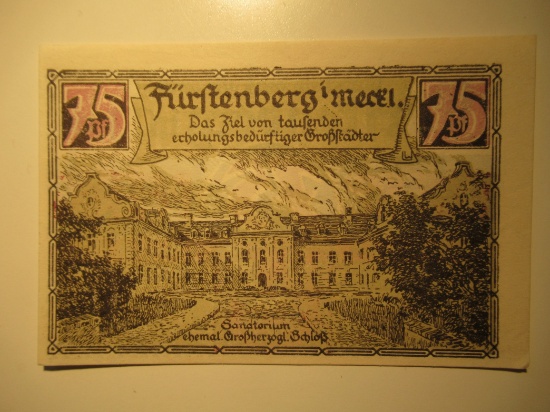 75 Pf
Fürstenberg i/Meckl.
75 Pf
Das Ziel von tausenden
erholungsbedürftiger Großstädter
Sanatorium
ehemal. Großherzogl. Schloß